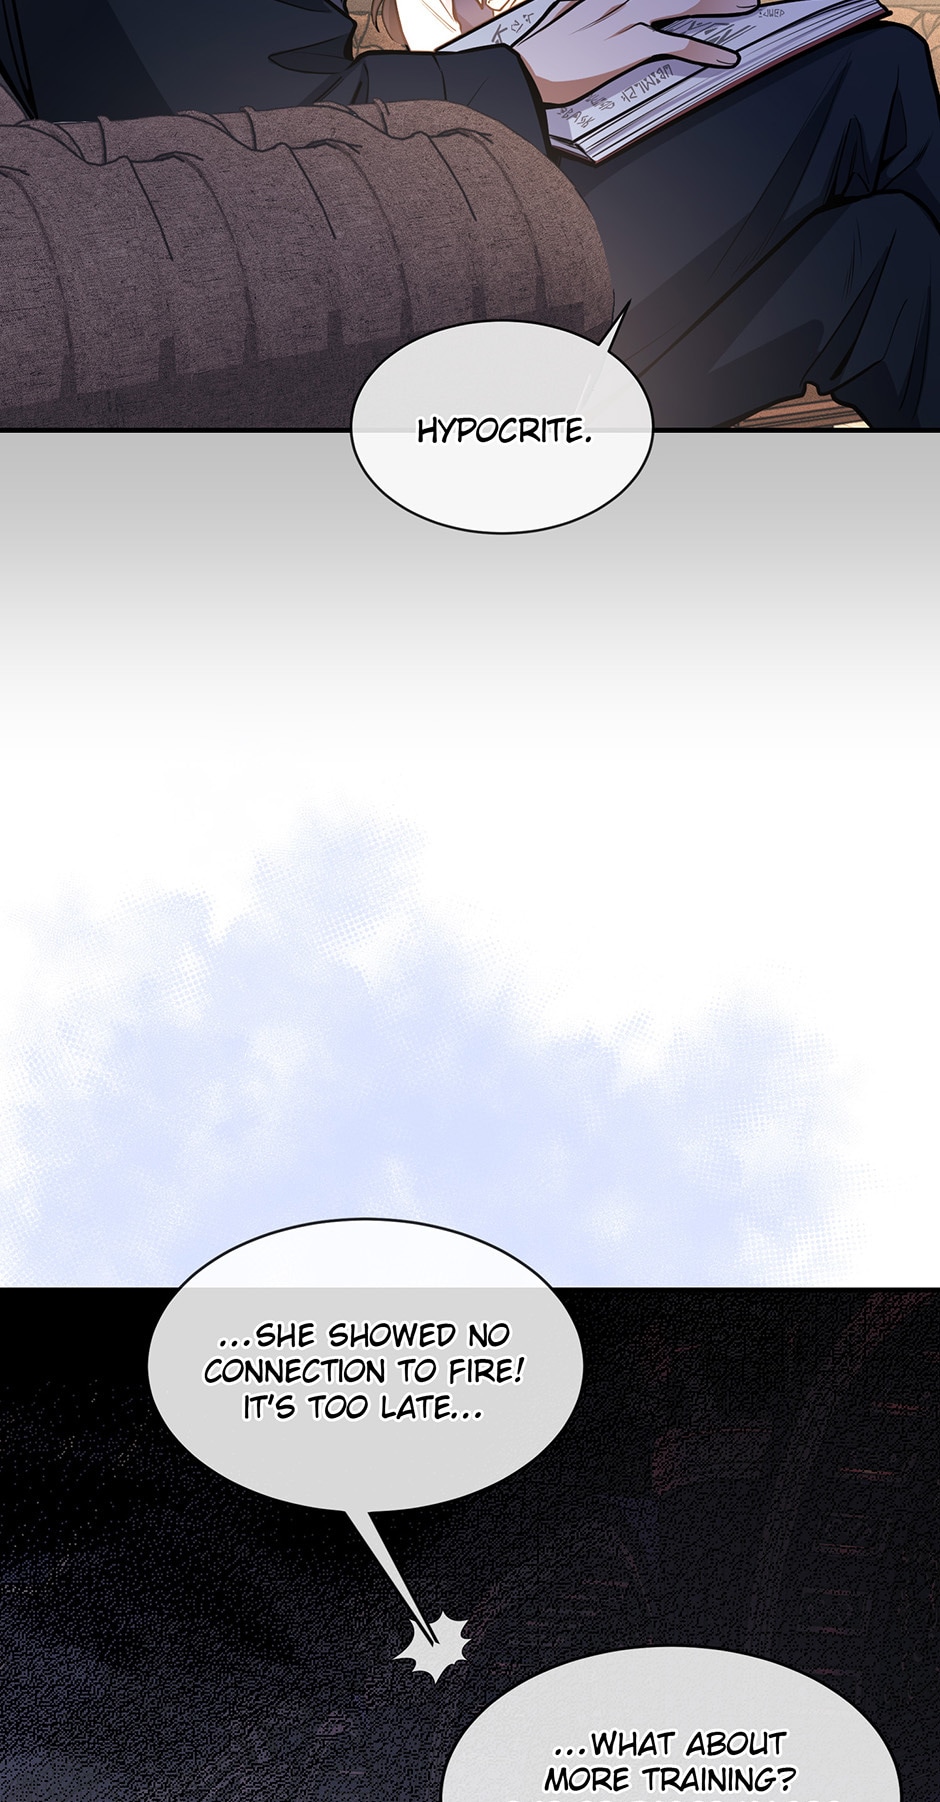 HYPOCRITE.
...SHE SHOWED NO
CONNECTION TO FIRE!
IT'S TOO LATE...
...WHAT ABOUT
MORE TRAINING?